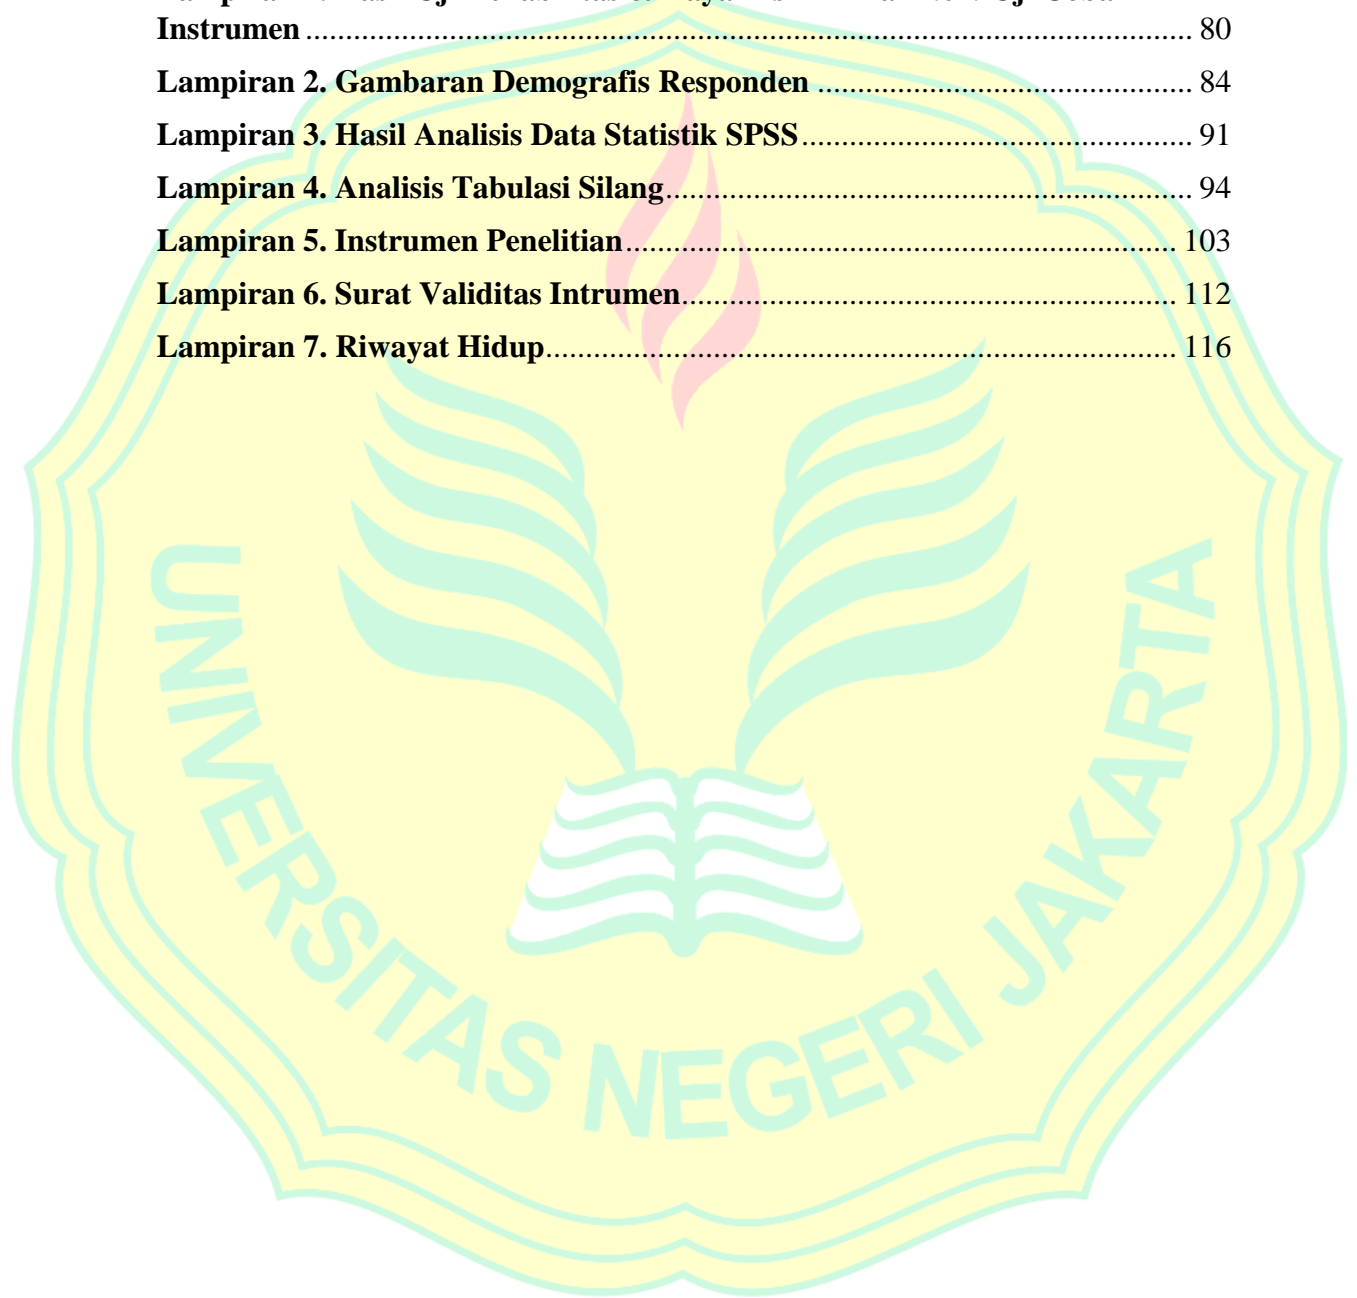 Instrumen ........................................................................................................ 80
Lampiran 2. Gambaran Demografis Responden ............................................. 84
Lampiran 3. Hasil Analisis Data Statistik SPSS ............................................... 91
Lampiran 4. Analisis Tabulasi Silang ................................................................ 94
Lampiran 5. Instrumen Penelitian ................................................................... 103
Lampiran 6. Surat Validitas Intrumen ............................................................ 112
Lampiran 7. Riwayat Hidup ............................................................................ 116
UNIVERSITAS NEGERI JAKARTA